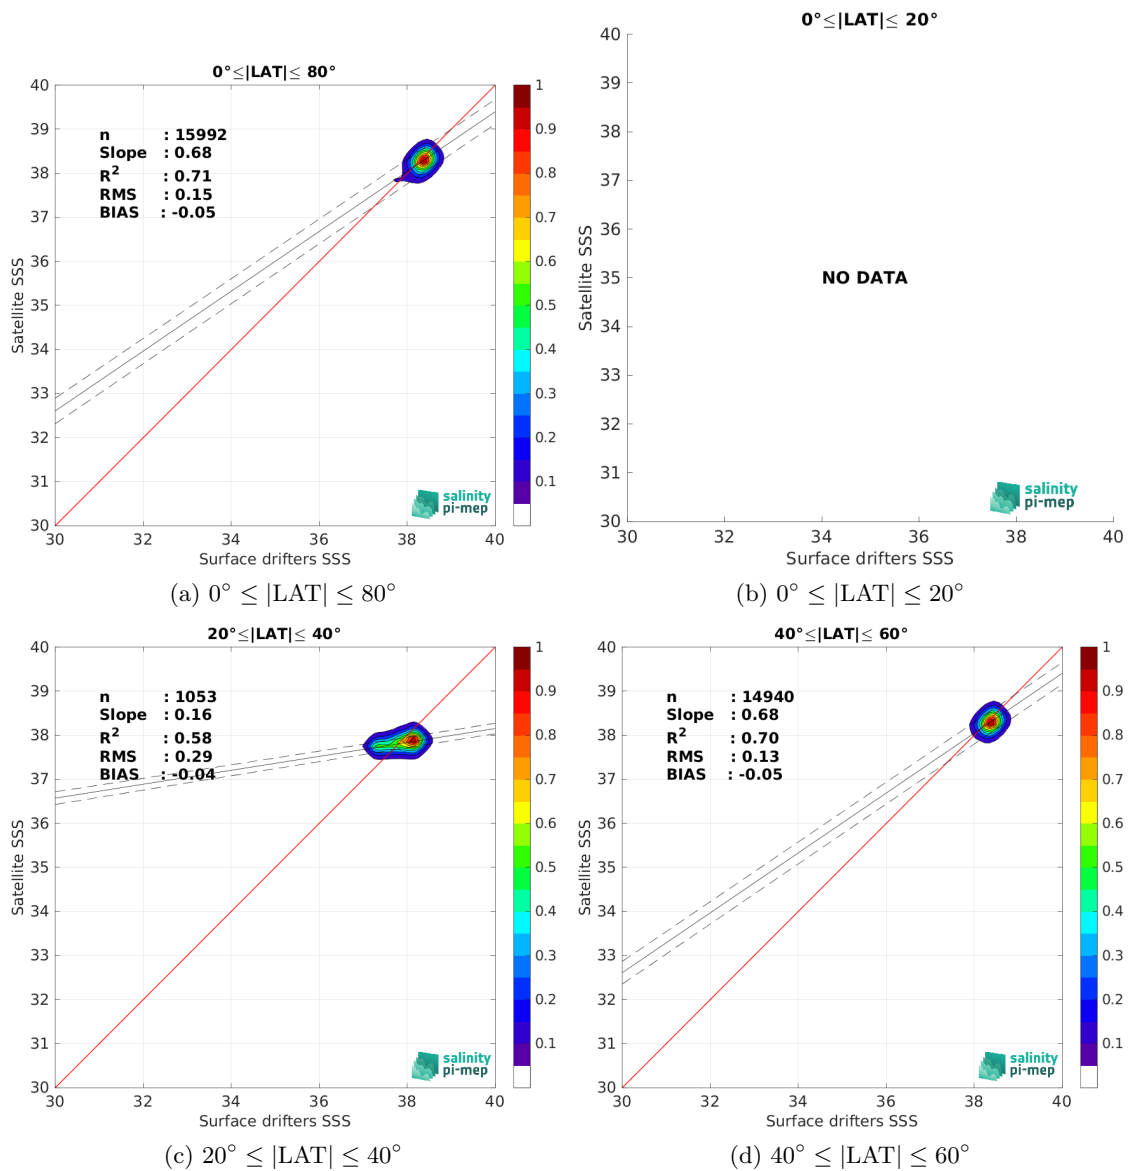 0°≤|LAT|≤ 80°
40
39
38
37
36
35
34
33
32
31
30
30 32 34 36 38 40
Satellite SSS
Surface drifters SSS
n : 15992
Slope : 0.68
R² : 0.71
RMS : 0.15
BIAS : -0.05
salinity
pi-mep
1
0.9
0.8
0.7
0.6
0.5
0.4
0.3
0.2
0.1
(a) 0° ≤ |LAT| ≤ 80°
0°≤|LAT|≤ 20°
40
39
38
37
36
35
34
33
32
31
30
30 32 34 36 38 40
Satellite SSS
Surface drifters SSS
NO DATA
salinity
pi-mep
(b) 0° ≤ |LAT| ≤ 20°
20°≤|LAT|≤ 40°
40
39
38
37
36
35
34
33
32
31
30
30 32 34 36 38 40
Satellite SSS
Surface drifters SSS
n : 1053
Slope : 0.16
R² : 0.58
RMS : 0.29
BIAS : -0.04
salinity
pi-mep
1
0.9
0.8
0.7
0.6
0.5
0.4
0.3
0.2
0.1
(c) 20° ≤ |LAT| ≤ 40°
40°≤|LAT|≤ 60°
40
39
38
37
36
35
34
33
32
31
30
30 32 34 36 38 40
Satellite SSS
Surface drifters SSS
n : 14940
Slope : 0.68
R² : 0.70
RMS : 0.13
BIAS : -0.05
salinity
pi-mep
1
0.9
0.8
0.7
0.6
0.5
0.4
0.3
0.2
0.1
(d) 40° ≤ |LAT| ≤ 60°